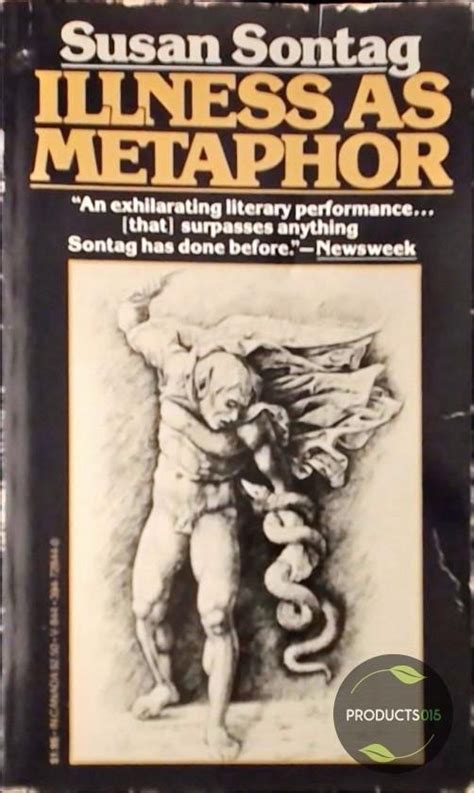 Susan Sontag
ILLNESS AS
METAPHOR
"An exhilarating literary performance...
[that] surpasses anything
Sontag has done before."—Newsweek
PRODUCTS015